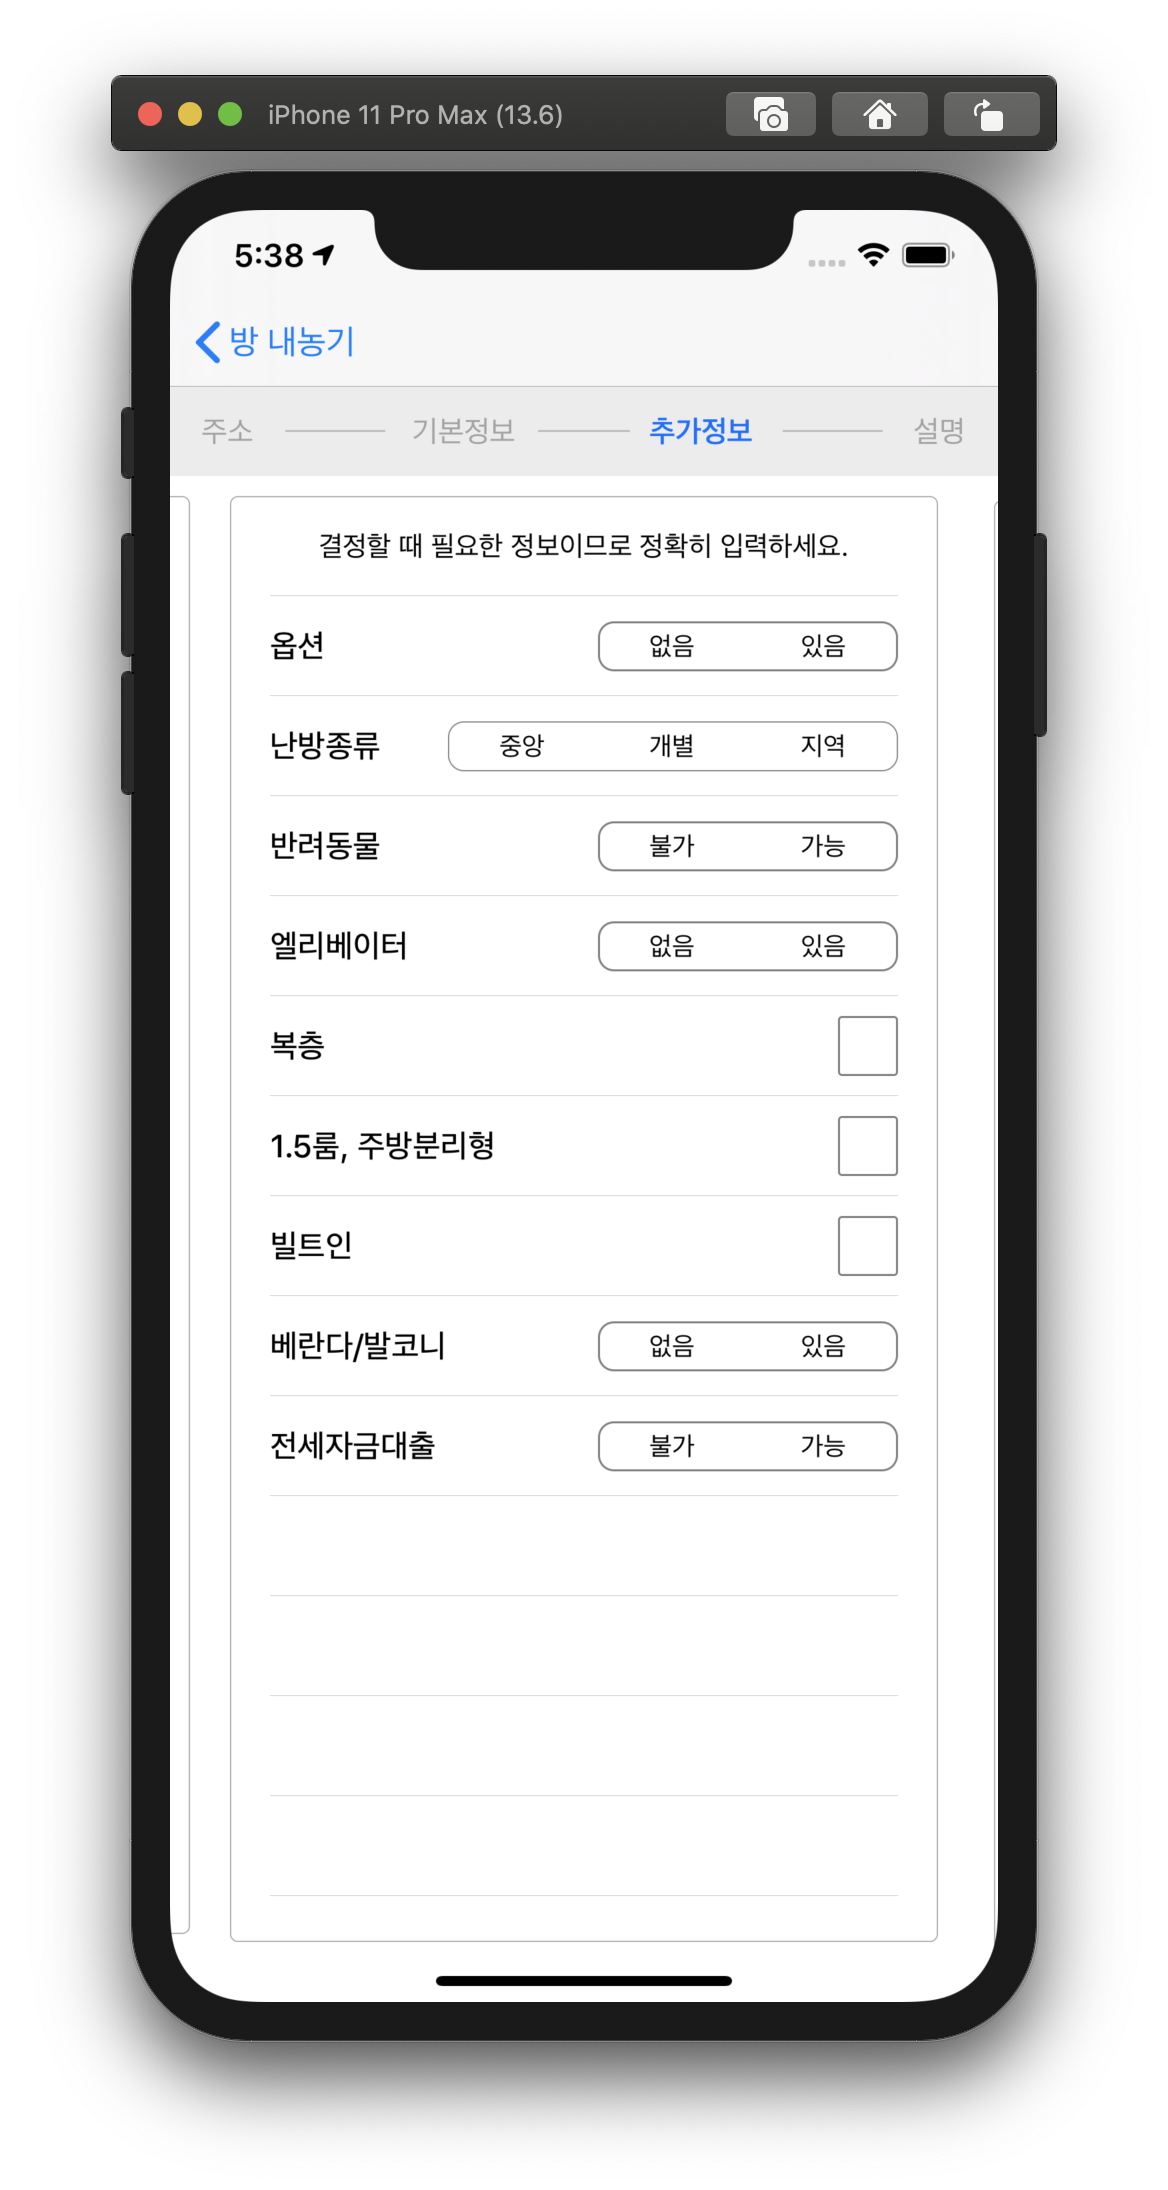 iPhone 11 Pro Max (13.6)
5:38
방 내농기
주소 기본정보 추가정보 설명
결정할 때 필요한 정보이므로 정확히 입력하세요.
옵션 없음 있음
난방종류 중앙 개별 지역
반려동물 불가 가능
엘리베이터 없음 있음
복층
1.5룸, 주방분리형
빌트인
베란다/발코니 없음 있음
전세자금대출 불가 가능